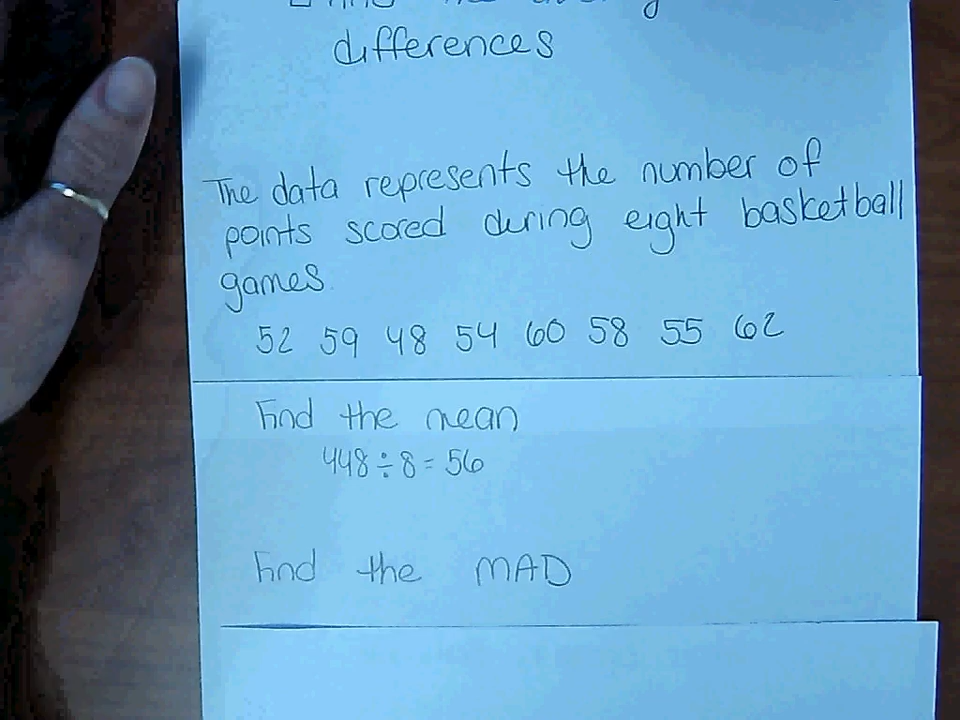 differences
The data represents the number of
points scored during eight basketball
games.
52 59 48 54 60 58 55 62
Find the mean
448 ÷ 8 = 56
Find the MAD